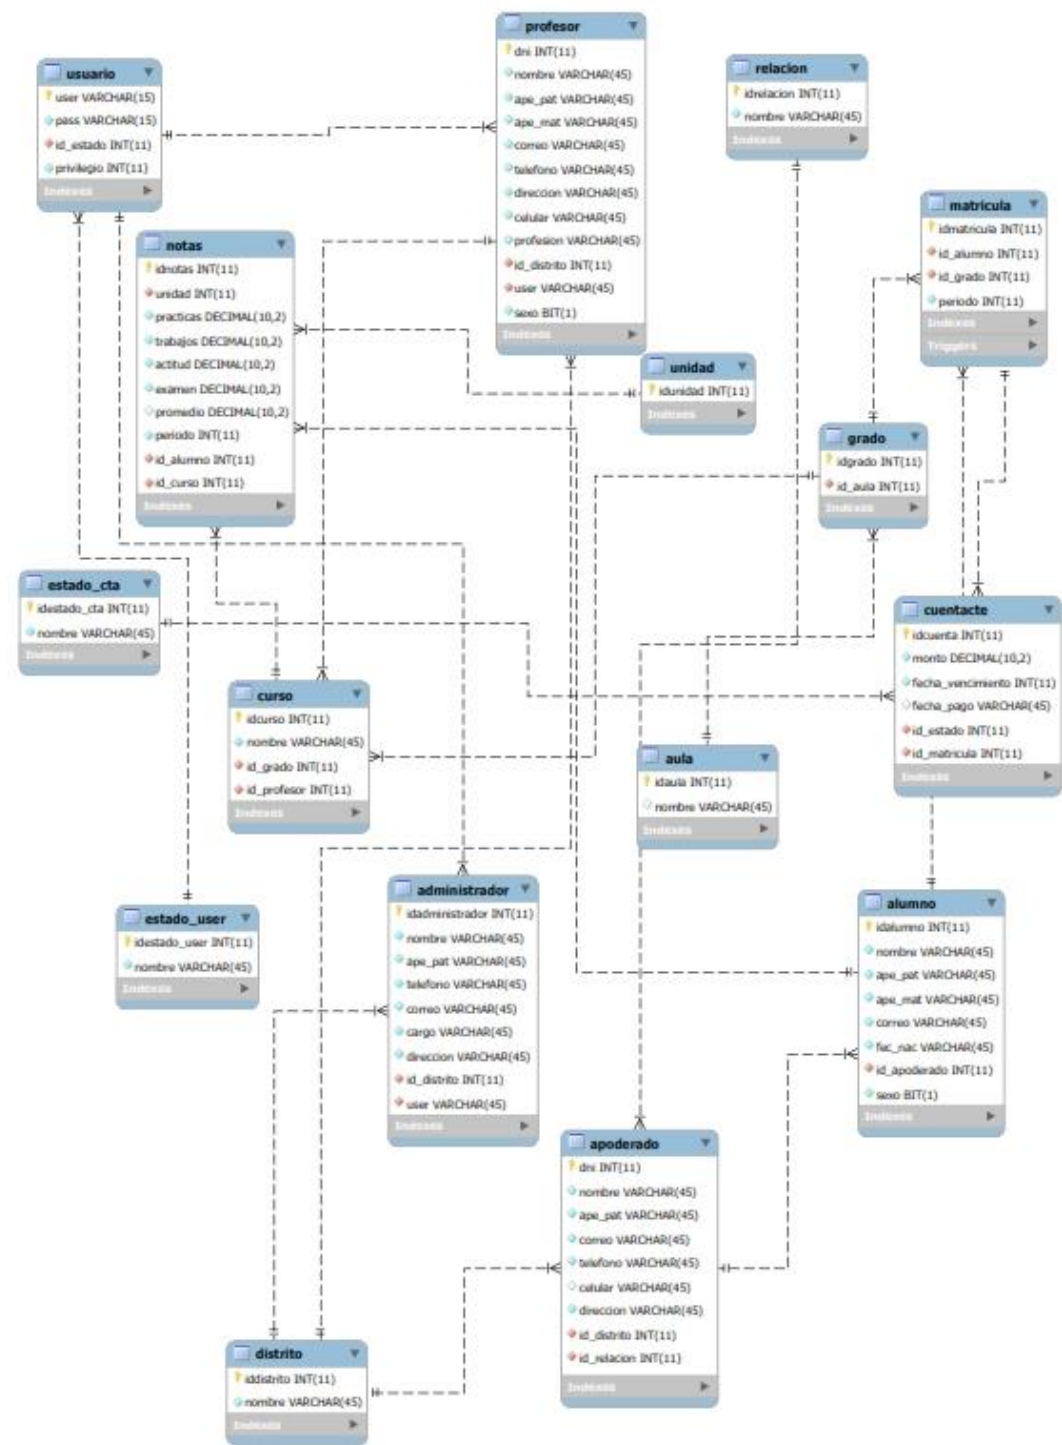 profesor
dni INT(11)
nombre VARCHAR(45)
ape_pat VARCHAR(45)
ape_mat VARCHAR(45)
correo VARCHAR(45)
telefono VARCHAR(45)
direccion VARCHAR(45)
celular VARCHAR(45)
profesion VARCHAR(45)
id_distrito INT(11)
user VARCHAR(45)
sexo BIT(1)
Indexes
usuario
user VARCHAR(15)
pass VARCHAR(15)
id_estado INT(11)
privilegio INT(11)
Indexes
relacion
idrelacion INT(11)
nombre VARCHAR(45)
Indexes
matricula
idmatricula INT(11)
id_alumno INT(11)
id_grado INT(11)
periodo INT(11)
Indexes
Triggers
notas
idnotas INT(11)
unidad INT(11)
practicas DECIMAL(10,2)
trabajos DECIMAL(10,2)
actitud DECIMAL(10,2)
examen DECIMAL(10,2)
promedio DECIMAL(10,2)
periodo INT(11)
id_alumno INT(11)
id_curso INT(11)
Indexes
unidad
idunidad INT(11)
Indexes
grado
idgrado INT(11)
id_aula INT(11)
Indexes
estado_cta
idestado_cta INT(11)
nombre VARCHAR(45)
Indexes
cuentacte
idcuenta INT(11)
monto DECIMAL(10,2)
fecha_vencimiento INT(11)
fecha_pago VARCHAR(45)
id_estado INT(11)
id_matricula INT(11)
Indexes
curso
idcurso INT(11)
nombre VARCHAR(45)
id_grado INT(11)
id_profesor INT(11)
Indexes
aula
idaula INT(11)
nombre VARCHAR(45)
Indexes
administrador
idadministrador INT(11)
nombre VARCHAR(45)
ape_pat VARCHAR(45)
telefono VARCHAR(45)
correo VARCHAR(45)
cargo VARCHAR(45)
direccion VARCHAR(45)
id_distrito INT(11)
user VARCHAR(45)
Indexes
estado_user
idestado_user INT(11)
nombre VARCHAR(45)
Indexes
alumno
idalumno INT(11)
nombre VARCHAR(45)
ape_pat VARCHAR(45)
ape_mat VARCHAR(45)
correo VARCHAR(45)
fec_nac VARCHAR(45)
id_apoderado INT(11)
sexo BIT(1)
Indexes
apoderado
dni INT(11)
nombre VARCHAR(45)
ape_pat VARCHAR(45)
correo VARCHAR(45)
telefono VARCHAR(45)
celular VARCHAR(45)
direccion VARCHAR(45)
id_distrito INT(11)
id_relacion INT(11)
Indexes
distrito
iddistrito INT(11)
nombre VARCHAR(45)
Indexes